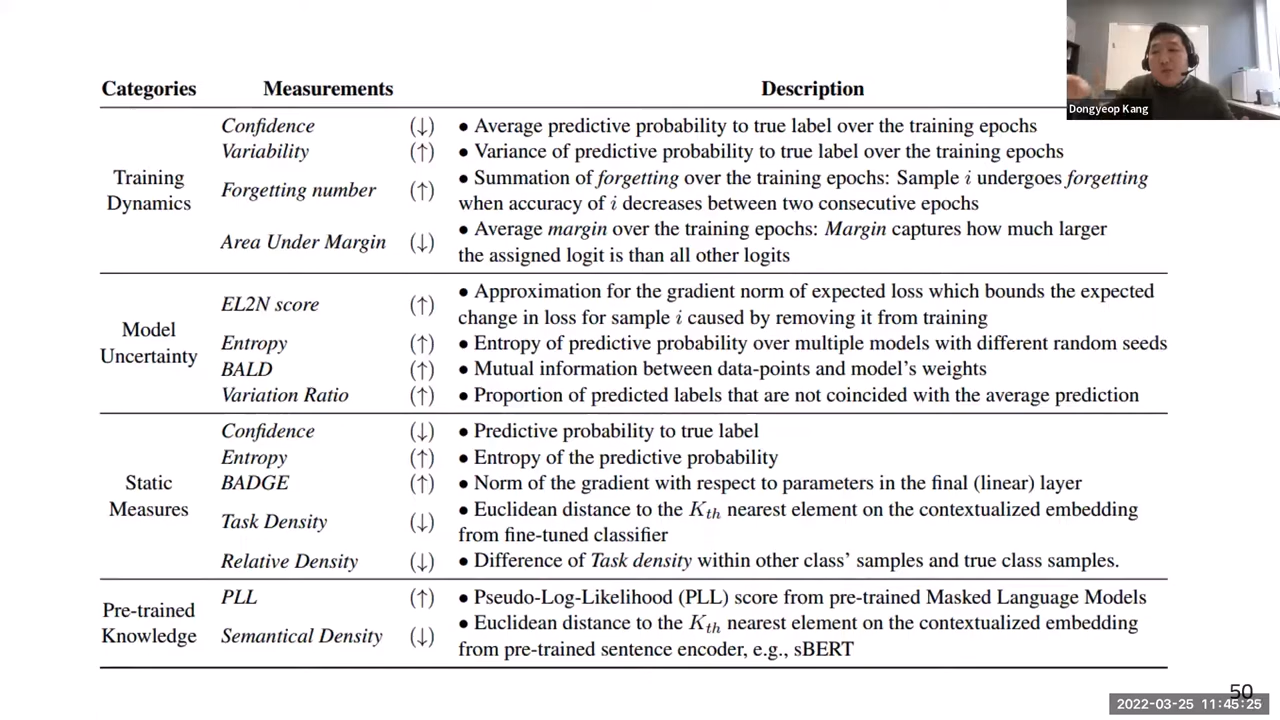 Categories Measurements Description
Dongyeop Kang
Training Dynamics
Confidence (↓) • Average predictive probability to true label over the training epochs
Variability (↑) • Variance of predictive probability to true label over the training epochs
Forgetting number (↑) • Summation of forgetting over the training epochs: Sample i undergoes forgetting
when accuracy of i decreases between two consecutive epochs
Area Under Margin (↓) • Average margin over the training epochs: Margin captures how much larger
the assigned logit is than all other logits
Model Uncertainty
EL2N score (↑) • Approximation for the gradient norm of expected loss which bounds the expected
change in loss for sample i caused by removing it from training
Entropy (↑) • Entropy of predictive probability over multiple models with different random seeds
BALD (↑) • Mutual information between data-points and model's weights
Variation Ratio (↑) • Proportion of predicted labels that are not coincided with the average prediction
Static Measures
Confidence (↓) • Predictive probability to true label
Entropy (↑) • Entropy of the predictive probability
BADGE (↑) • Norm of the gradient with respect to parameters in the final (linear) layer
Task Density (↓) • Euclidean distance to the Kth nearest element on the contextualized embedding
from fine-tuned classifier
Relative Density (↓) • Difference of Task density within other class' samples and true class samples.
Pre-trained Knowledge
PLL (↑) • Pseudo-Log-Likelihood (PLL) score from pre-trained Masked Language Models
Semantical Density (↓) • Euclidean distance to the Kth nearest element on the contextualized embedding
from pre-trained sentence encoder, e.g., sBERT
50
2022-03-25 11:45:25